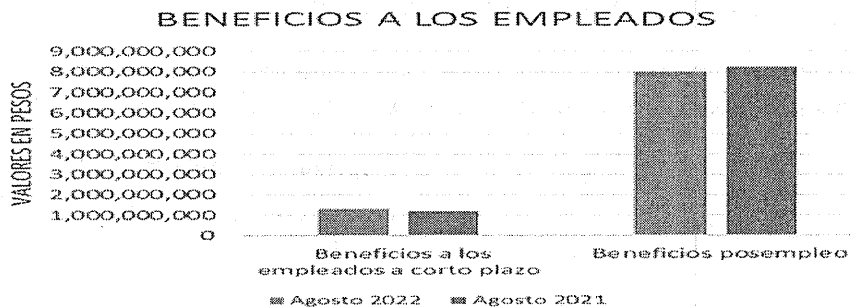 BENEFICIOS A LOS EMPLEADOS
VALORES EN PESOS
9,000,000,000
8,000,000,000
7,000,000,000
6,000,000,000
5,000,000,000
4,000,000,000
3,000,000,000
2,000,000,000
1,000,000,000
0
Beneficios a los
empleados a corto plazo
Beneficios posempleo
Agosto 2022 Agosto 2021